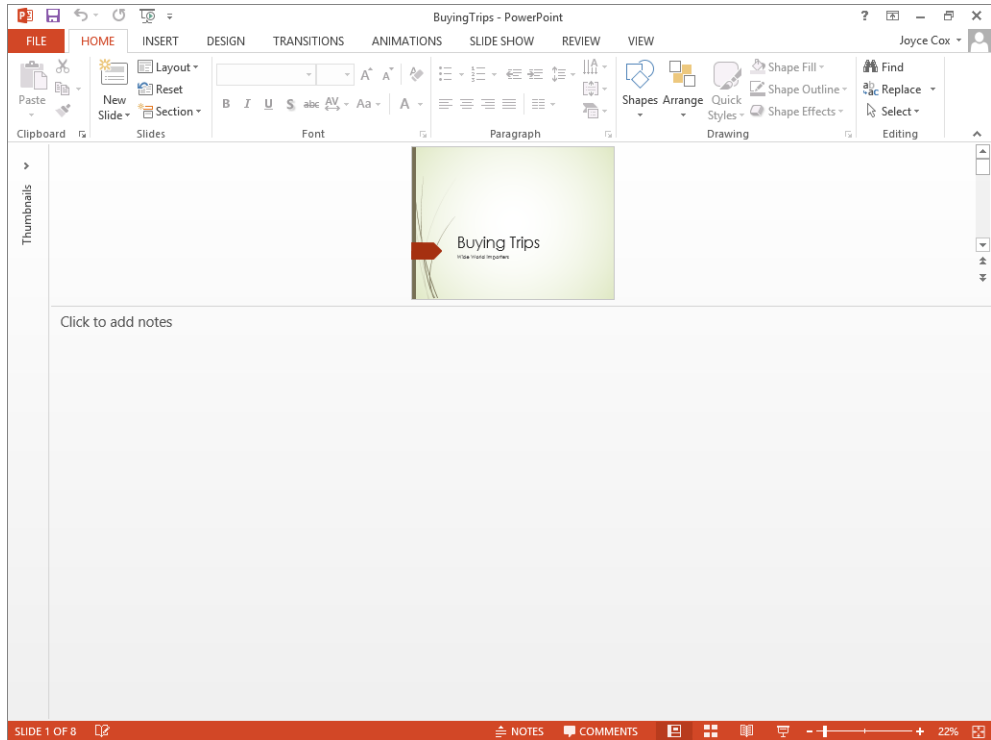 BuyingTrips - PowerPoint
?
FILE HOME INSERT DESIGN TRANSITIONS ANIMATIONS SLIDE SHOW REVIEW VIEW Joyce Cox
Paste
New Slide
Layout
Reset
Section
B I U S abc AV Aa A
A A
Shapes Arrange Quick Styles
Shape Fill
Shape Outline
Shape Effects
Find
Replace
Select
Clipboard Slides Font Paragraph Drawing Editing
Thumbnails
Buying Trips
Wide World Importers
Click to add notes
SLIDE 1 OF 8 NOTES COMMENTS 22%